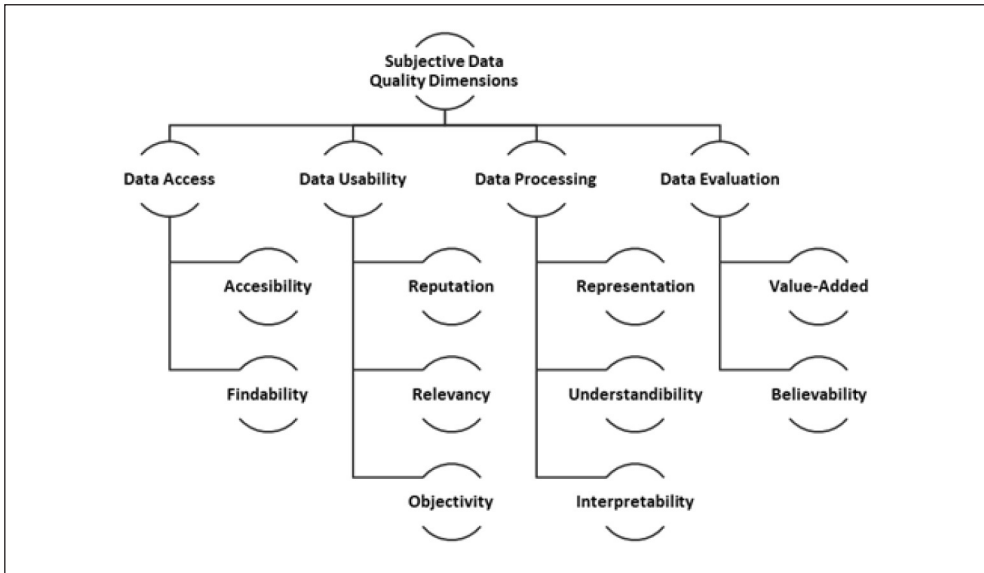 Subjective Data
Quality Dimensions
Data Access
Data Usability
Data Processing
Data Evaluation
Accesibility
Reputation
Representation
Value-Added
Findability
Relevancy
Understandibility
Believability
Objectivity
Interpretability